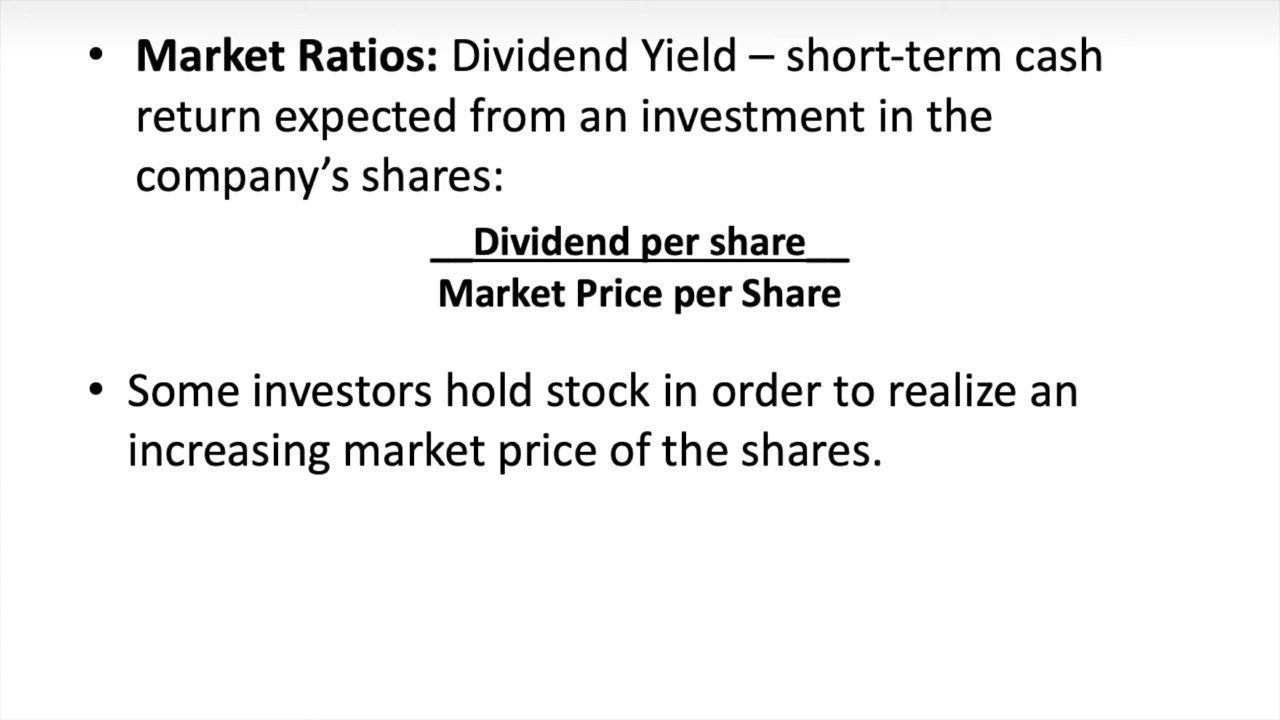 • Market Ratios: Dividend Yield – short-term cash
return expected from an investment in the
company’s shares:
__Dividend per share__
Market Price per Share
• Some investors hold stock in order to realize an
increasing market price of the shares.